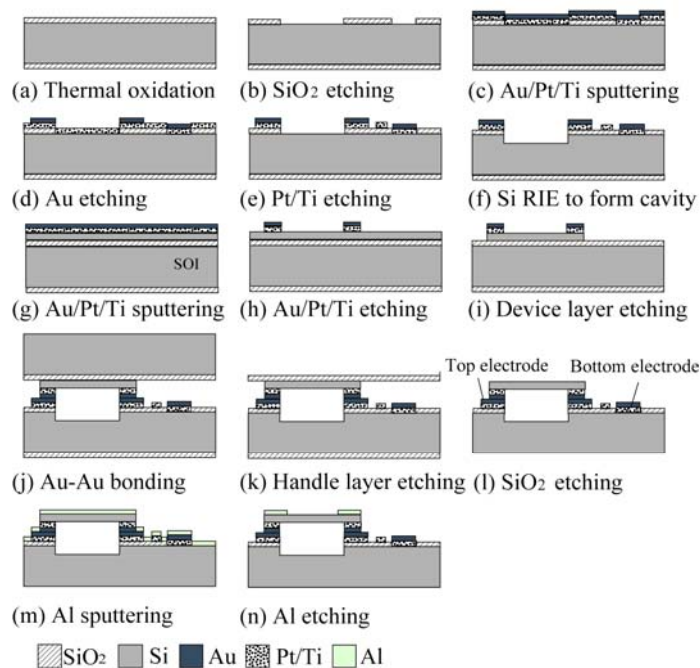 (a) Thermal oxidation
(b) SiO₂ etching
(c) Au/Pt/Ti sputtering
(d) Au etching
(e) Pt/Ti etching
(f) Si RIE to form cavity
SOI
(g) Au/Pt/Ti sputtering
(h) Au/Pt/Ti etching
(i) Device layer etching
Top electrode
Bottom electrode
(j) Au-Au bonding
(k) Handle layer etching
(l) SiO₂ etching
(m) Al sputtering
(n) Al etching
SiO₂ Si Au Pt/Ti Al